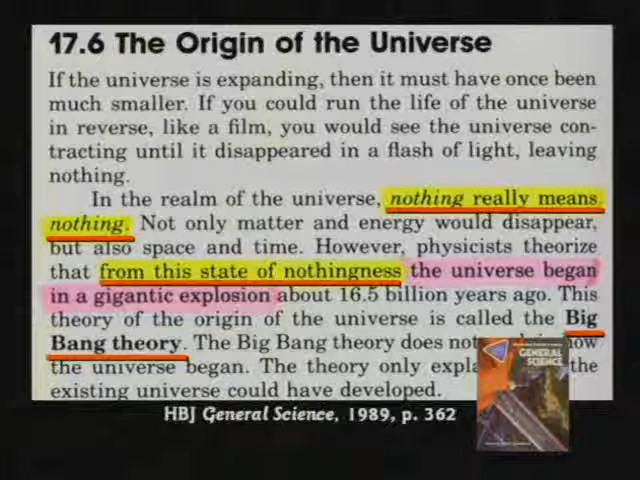 17.6 The Origin of the Universe
If the universe is expanding, then it must have once been
much smaller. If you could run the life of the universe
in reverse, like a film, you would see the universe con-
tracting until it disappeared in a flash of light, leaving
nothing.
In the realm of the universe, nothing really means
nothing. Not only matter and energy would disappear,
but also space and time. However, physicists theorize
that from this state of nothingness the universe began
in a gigantic explosion about 16.5 billion years ago. This
theory of the origin of the universe is called the Big
Bang theory. The Big Bang theory does not how
the universe began. The theory only the
existing universe could have developed.
GENERAL
SCIENCE
HBJ General Science, 1989, p. 362